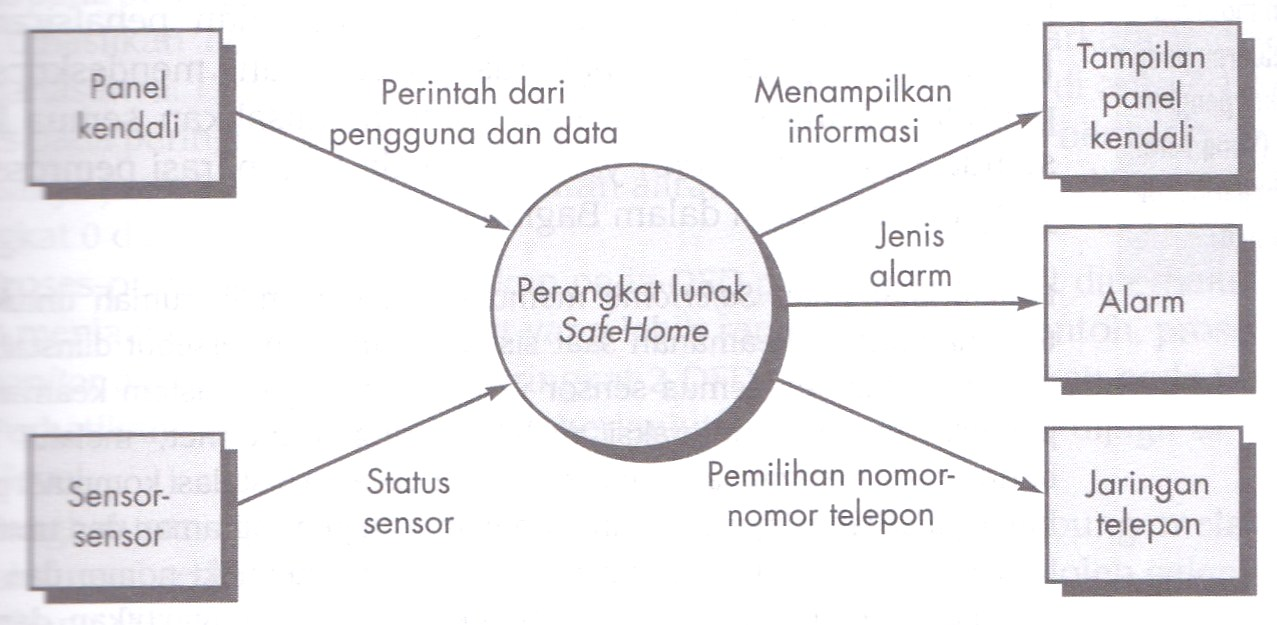 Panel
kendali
Perintah dari
pengguna dan data
Menampilkan
informasi
Tampilan
panel
kendali
Perangkat lunak
SafeHome
Jenis
alarm
Alarm
Sensor-
sensor
Status
sensor
Pemilihan nomor-
nomor telepon
Jaringan
telepon